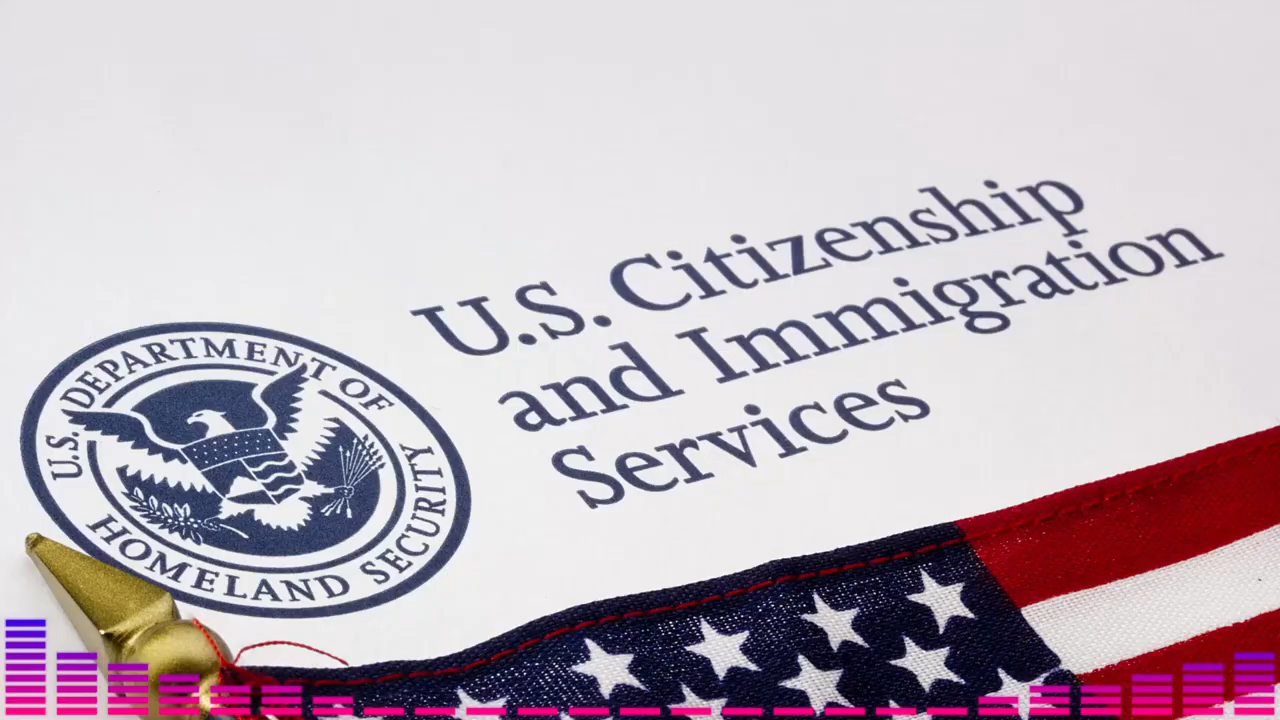 U.S. DEPARTMENT OF
HOMELAND SECURITY
U.S. Citizenship
and Immigration
Services